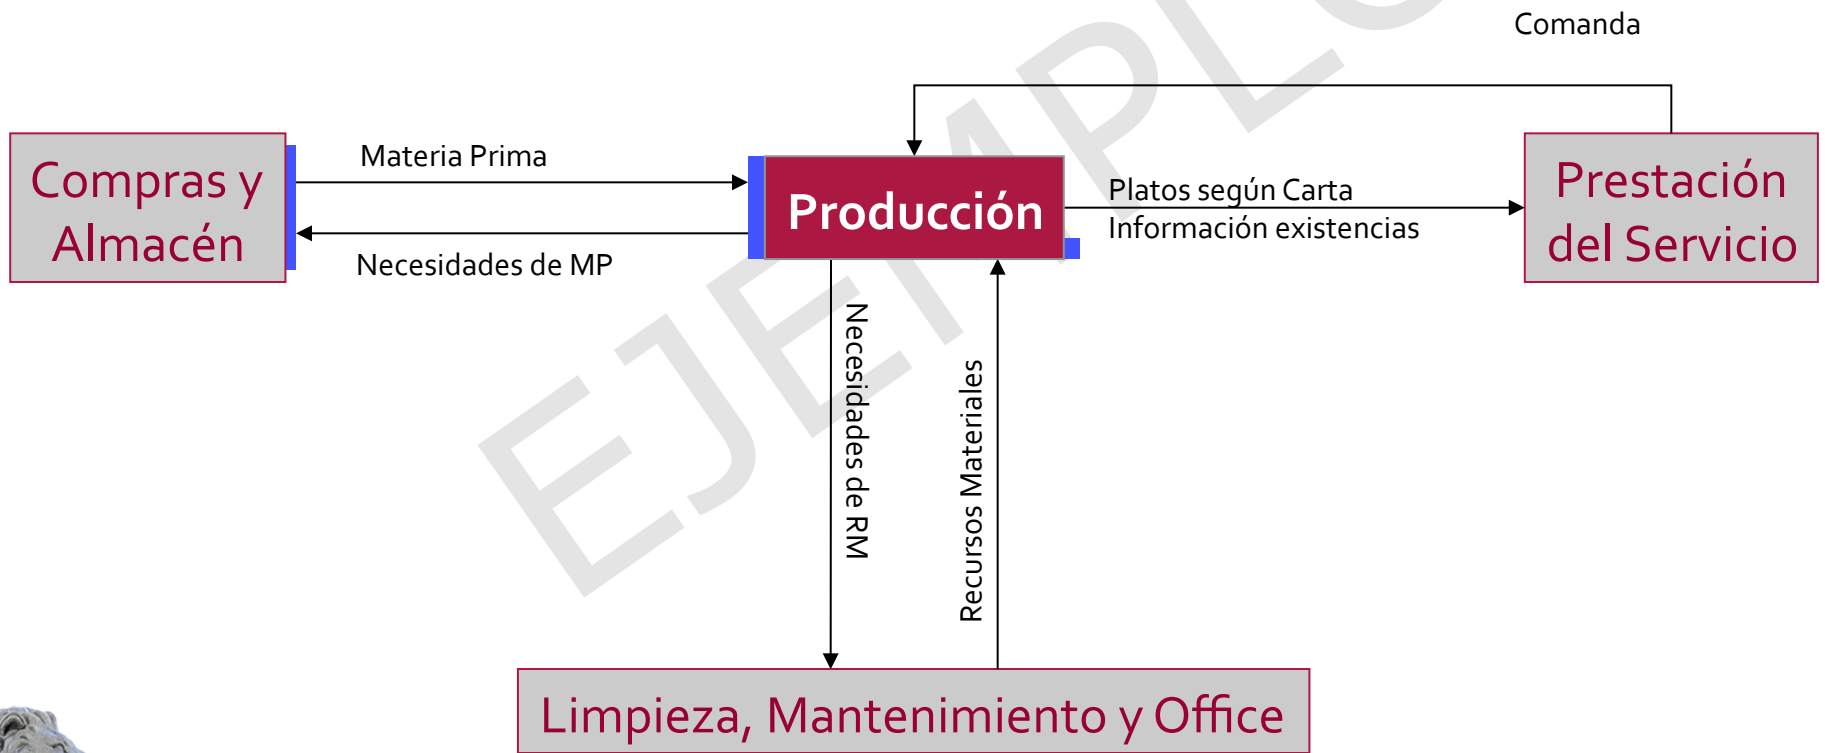 Comanda
Materia Prima
Compras y
Almacén
Necesidades de MP
Producción
Platos según Carta
Información existencias
Prestación
del Servicio
Necesidades de RM
Recursos Materiales
Limpieza, Mantenimiento y Office
EJEMPLO